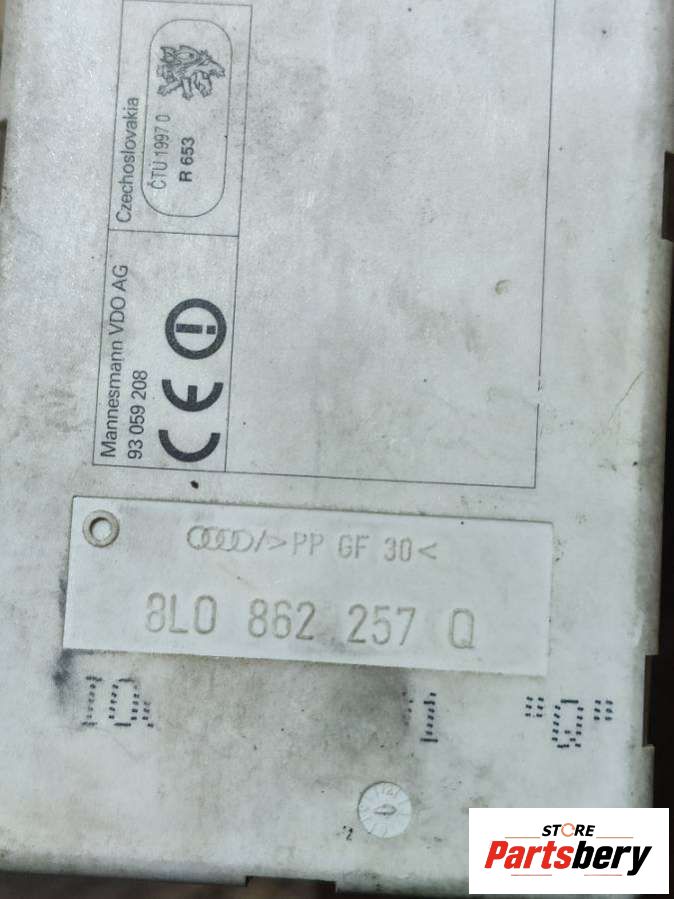 Czechoslovakia
ČTÚ 1997 0
R 653
Mannesmann VDO AG
93 059 208
CE
/>PP GF 30<
8L0 862 257 Q
STORE
Partsbery